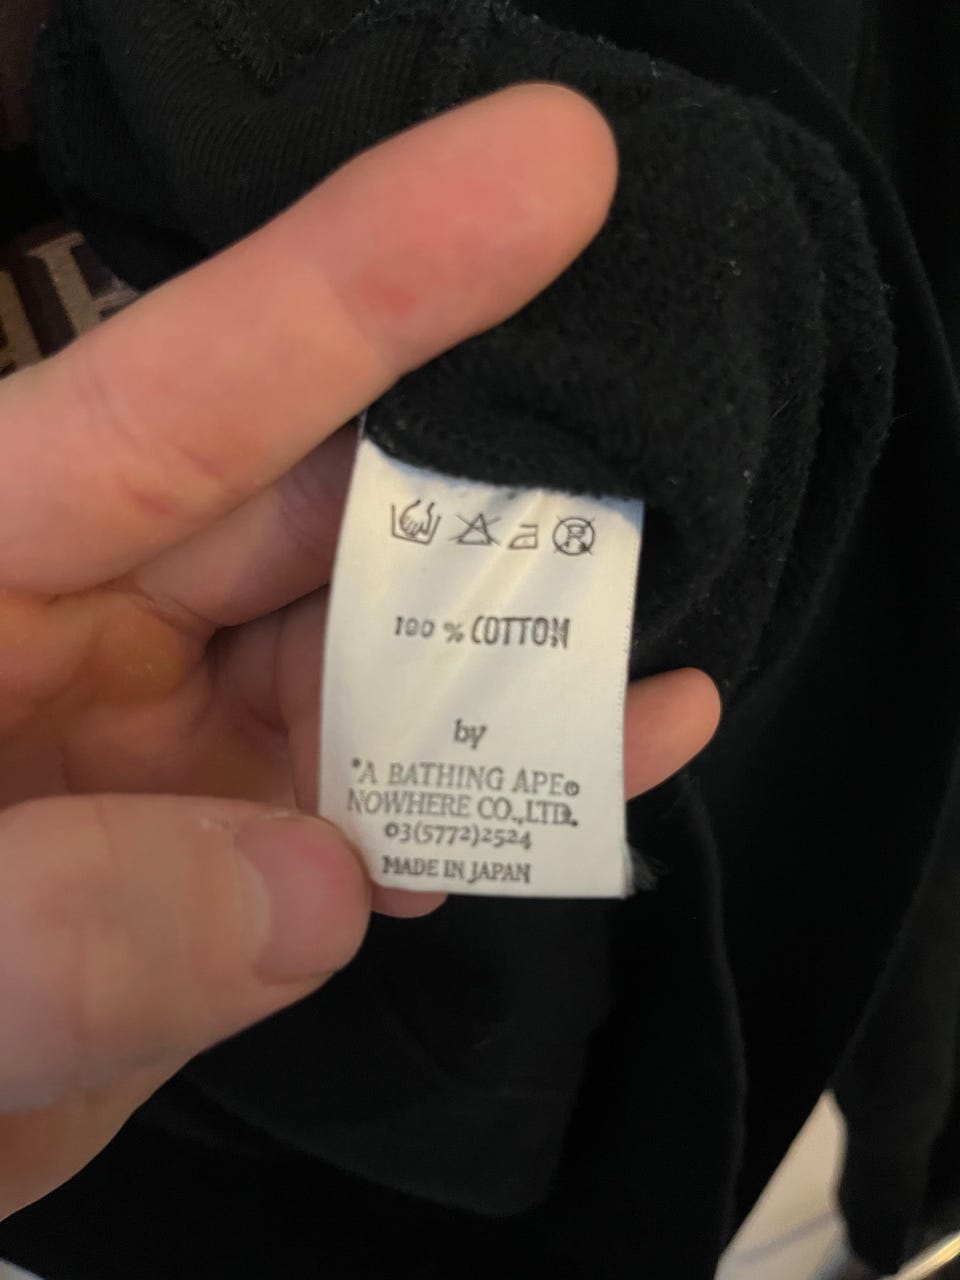 100 % COTTON
by
*A BATHING APE®
NOWHERE CO.,LTD.
03(5772)2524
MADE IN JAPAN